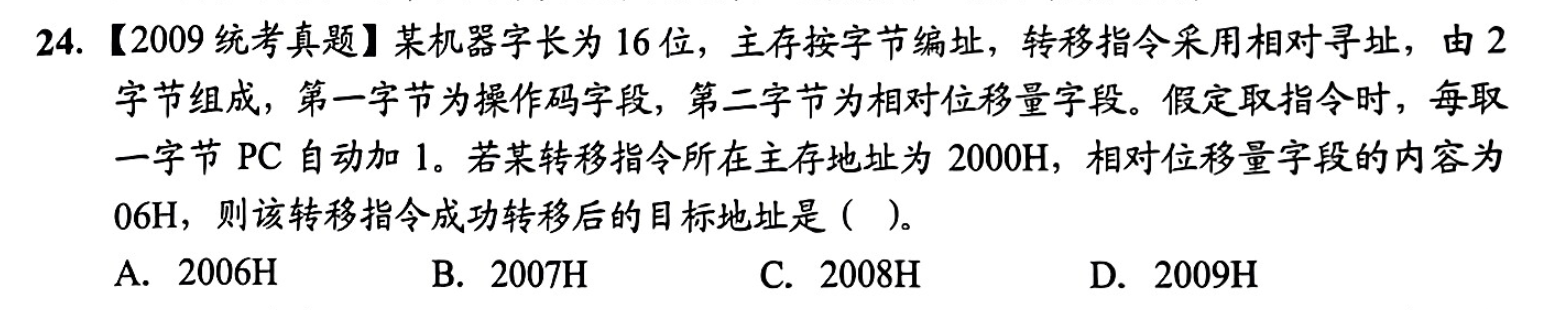 24.【2009 统考真题】某机器字长为 16 位，主存按字节编址，转移指令采用相对寻址，由 2
字节组成，第一字节为操作码字段，第二字节为相对位移量字段。假定取指令时，每取
一字节 PC 自动加 1。若某转移指令所在主存地址为 2000H，相对位移量字段的内容为
06H，则该转移指令成功转移后的目标地址是（ ）。
A. 2006H B. 2007H C. 2008H D. 2009H